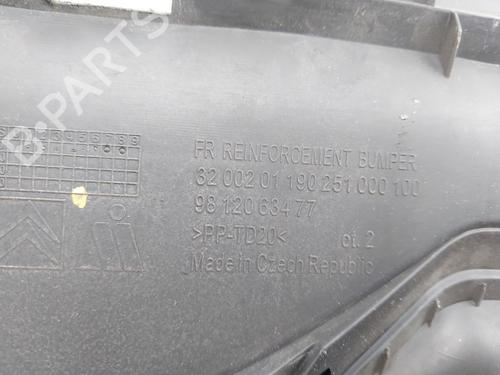 B-PARTS
FR REINFORCEMENT BUMPER
32 002 01 190 251 000 100
98 120 634 77
>PP-TD20< ot. 2
Made in Czech Republic